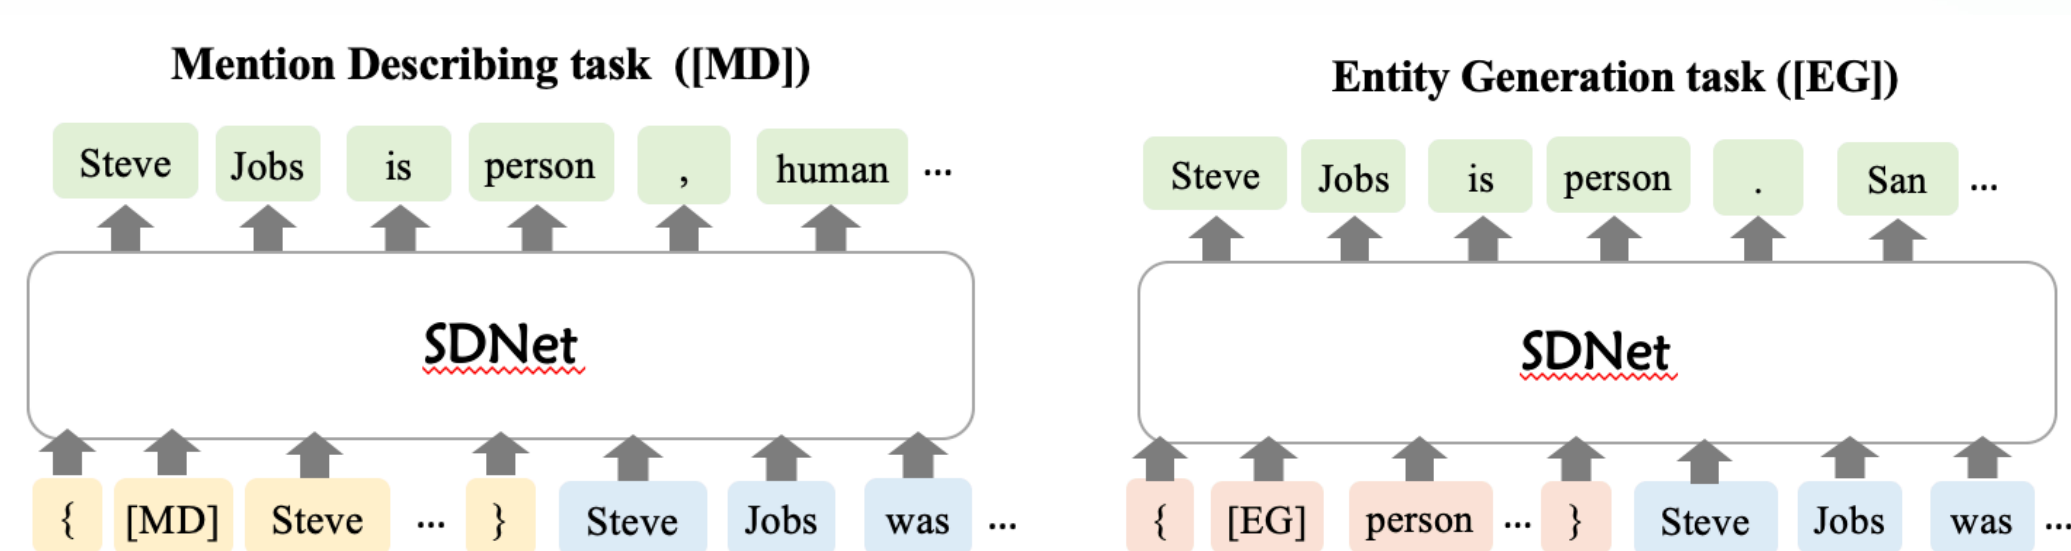 Mention Describing task ([MD])
Steve Jobs is person , human ...
SDNet
{ [MD] Steve ... } Steve Jobs was ...
Entity Generation task ([EG])
Steve Jobs is person . San ...
SDNet
{ [EG] person ... } Steve Jobs was ...